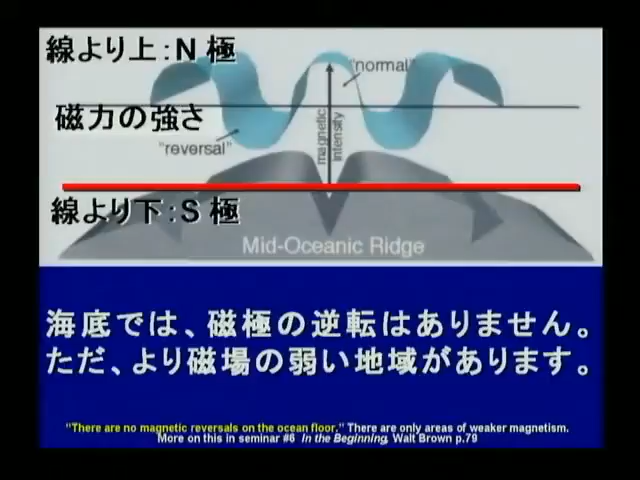 線より上：N 極
"normal"
磁力の強さ
magnetic
intensity
"reversal"
線より下：S 極
Mid-Oceanic Ridge
海底では、磁極の逆転はありません。
ただ、より磁場の弱い地域があります。
"There are no magnetic reversals on the ocean floor." There are only areas of weaker magnetism.
More on this in seminar #6 In the Beginning, Walt Brown p.79